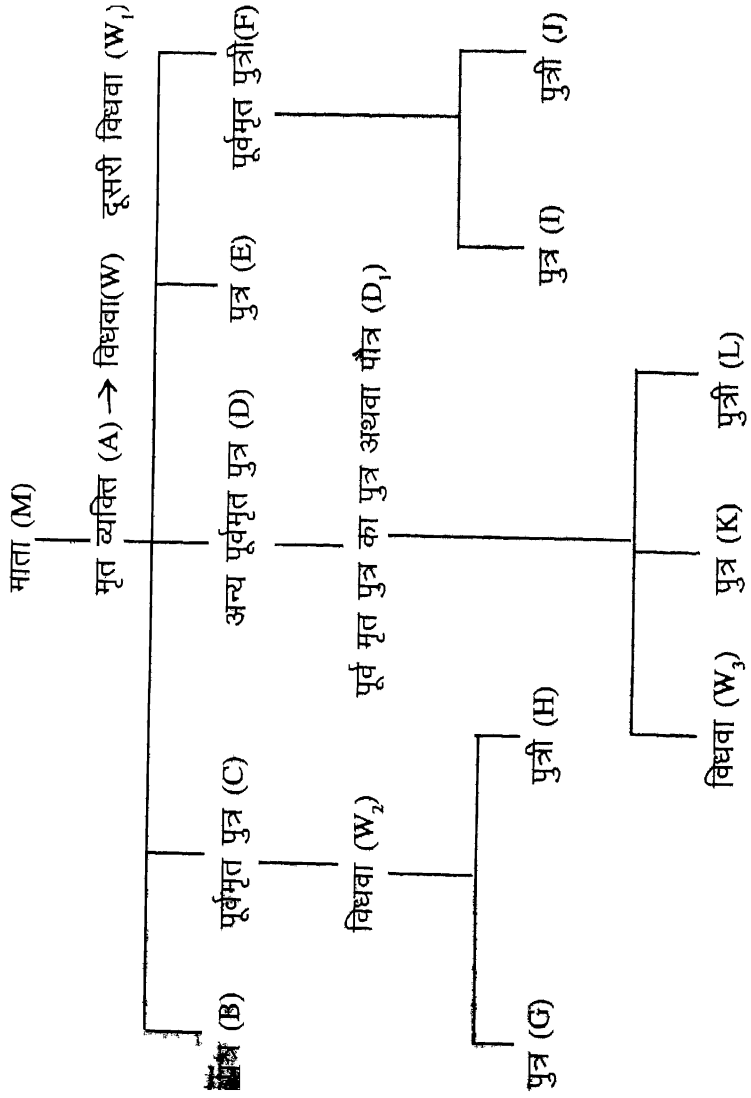 माता (M)
मृत व्यक्ति (A) → विधवा(W) दूसरी विधवा (W₁)
(B) पूर्वमृत पुत्र (C) अन्य पूर्वमृत पुत्र (D) पुत्र (E) पूर्वमृत पुत्री(F)
विधवा (W₂) पूर्व मृत पुत्र का पुत्र अथवा पौत्र (D₁)
पुत्र (G) पुत्री (H) पुत्र (I) पुत्री (J)
विधवा (W₃) पुत्र (K) पुत्री (L)